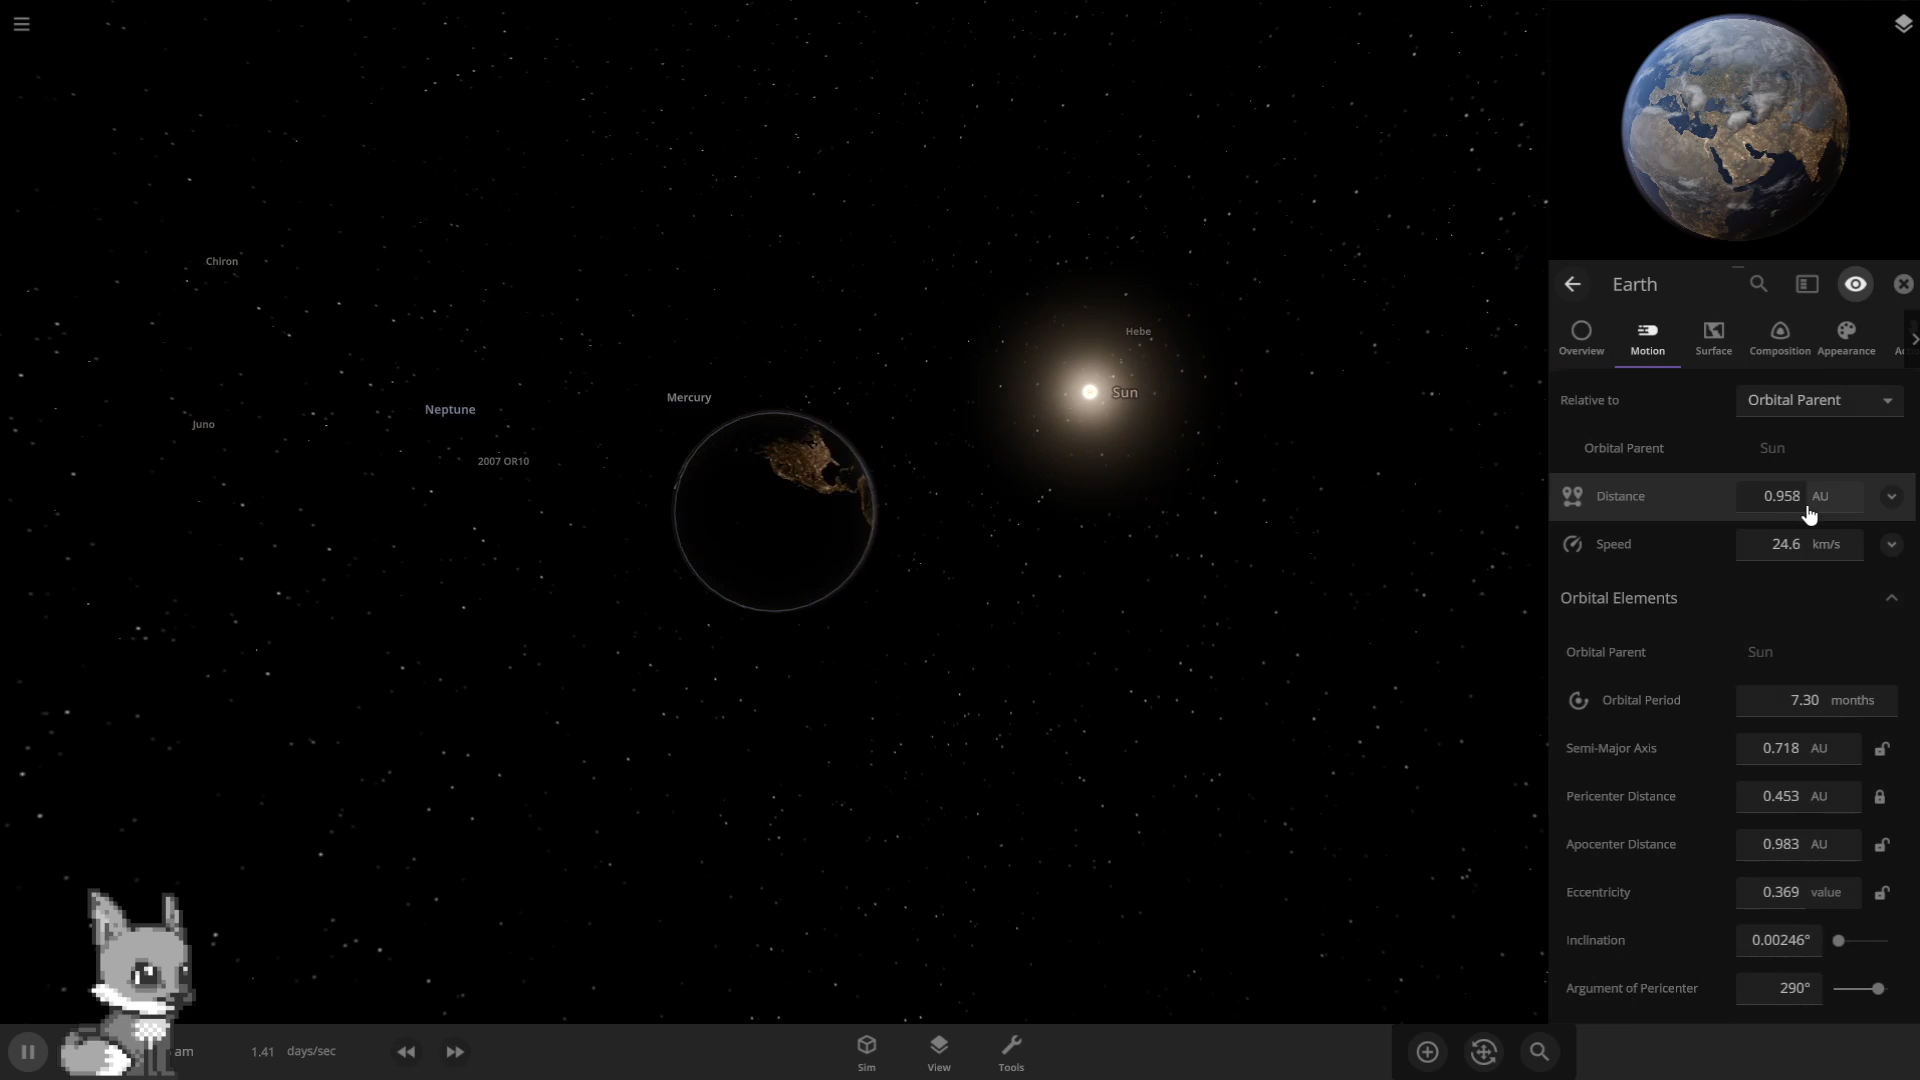 Chiron
Hebe
Sun
Mercury
Neptune
Juno
2007 OR10
Earth
Overview Motion Surface Composition Appearance
Relative to Orbital Parent
Orbital Parent Sun
Distance 0.958 AU
Speed 24.6 km/s
Orbital Elements
Orbital Parent Sun
Orbital Period 7.30 months
Semi-Major Axis 0.718 AU
Pericenter Distance 0.453 AU
Apocenter Distance 0.983 AU
Eccentricity 0.369 value
Inclination 0.00246°
Argument of Pericenter 290°
am 1.41 days/sec
Sim View Tools